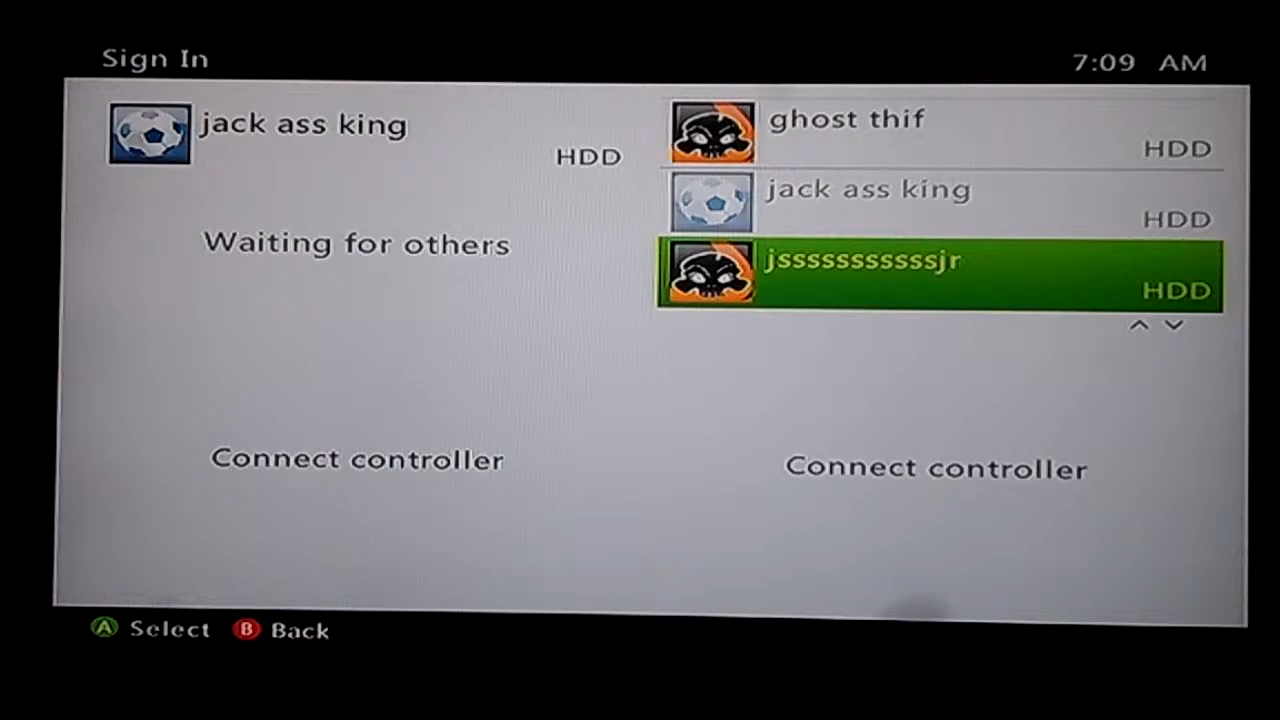 Sign In
7:09 AM
jack ass king
HDD
Waiting for others
Connect controller
ghost thif
HDD
jack ass king
HDD
jsssssssssssjr
HDD
Connect controller
A Select B Back